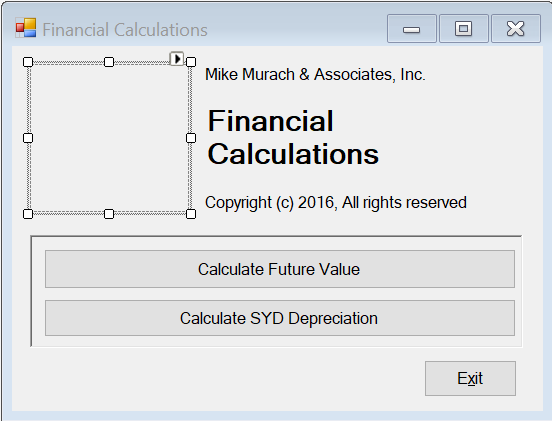 Financial Calculations
Mike Murach & Associates, Inc.
Financial
Calculations
Copyright (c) 2016, All rights reserved
Calculate Future Value
Calculate SYD Depreciation
Exit